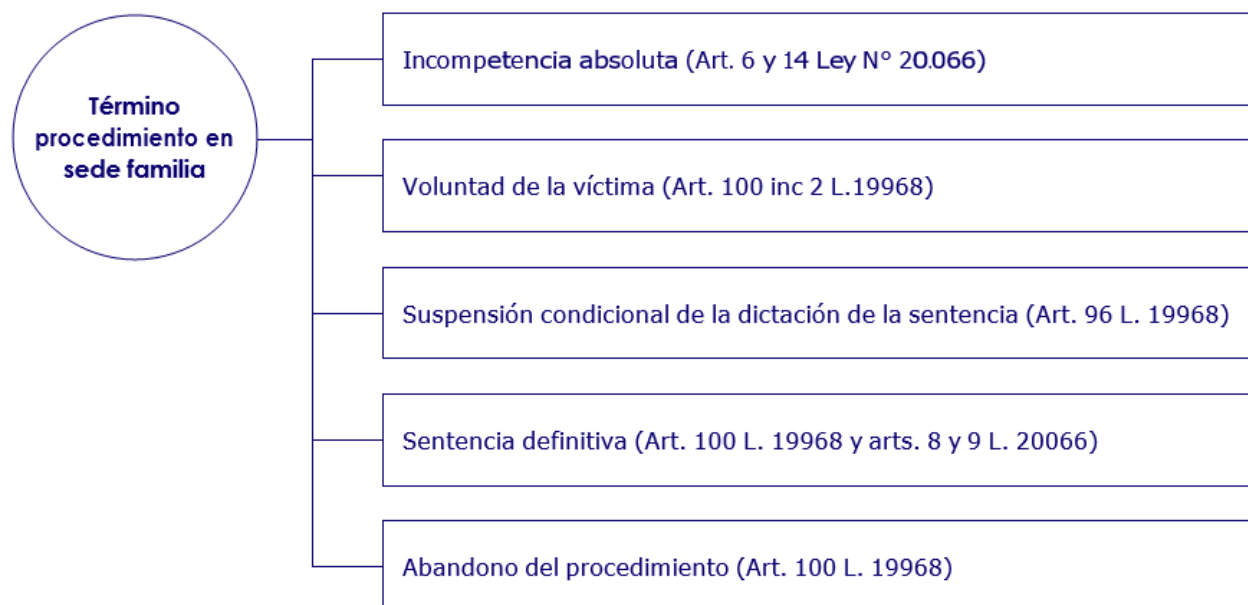 Término
procedimiento en
sede familia
Incompetencia absoluta (Art. 6 y 14 Ley N° 20.066)
Voluntad de la víctima (Art. 100 inc 2 L.19968)
Suspensión condicional de la dictación de la sentencia (Art. 96 L. 19968)
Sentencia definitiva (Art. 100 L. 19968 y arts. 8 y 9 L. 20066)
Abandono del procedimiento (Art. 100 L. 19968)